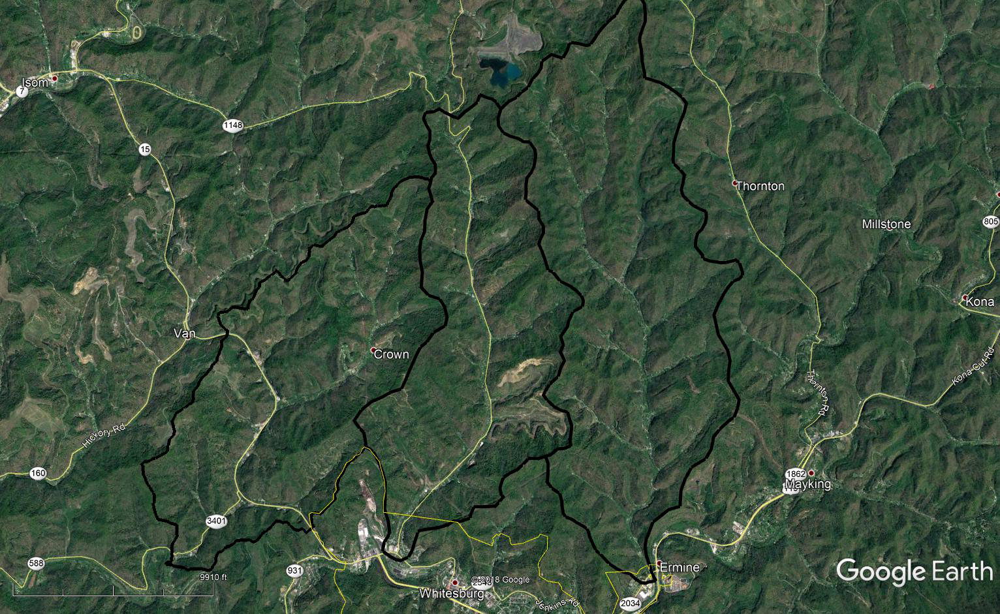 Isom
7
1148
15
Thornton
Millstone
805
Kona
Van
Crown
Kona Cut Rd
Thornton Rd
Hickory Rd
160
1862
Mayking
3401
588
9910 ft
931
Ermine
Google Earth
© 2018 Google
Whitesburg
Jenkins Rd
2034